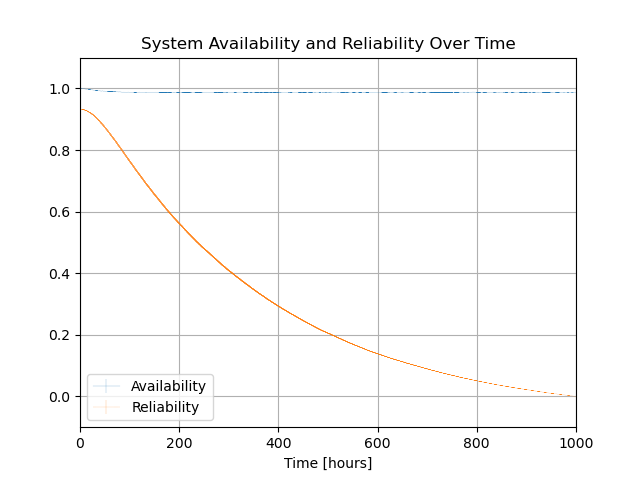 System Availability and Reliability Over Time
1.0
0.8
0.6
0.4
0.2
0.0
Availability
Reliability
0 200 400 600 800 1000
Time [hours]